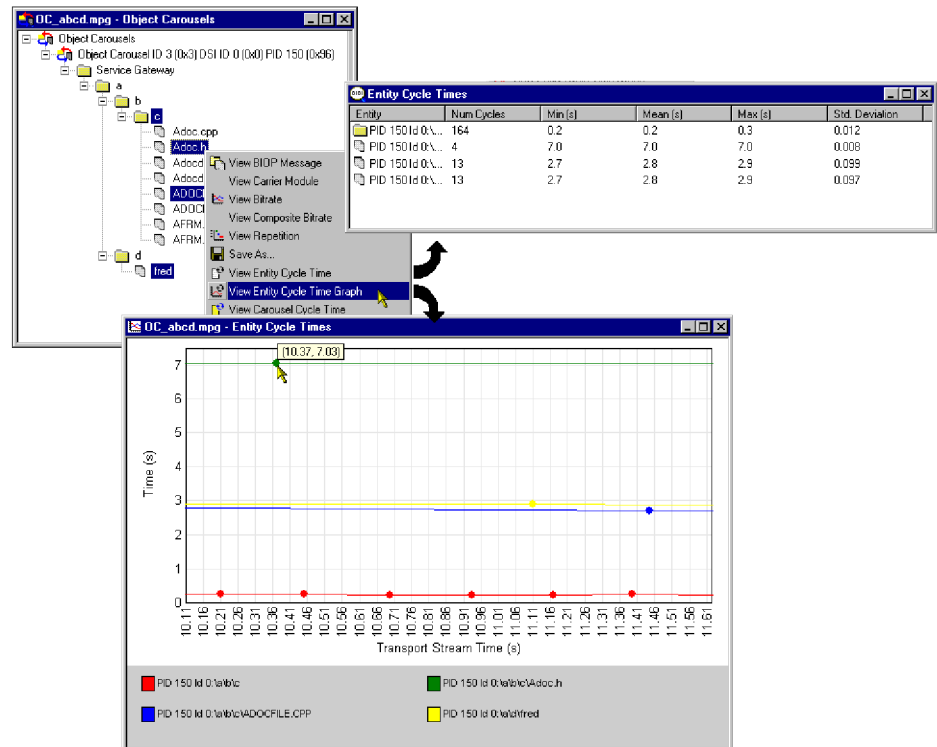 OC_abcd.mpg - Object Carousels
Object Carousels
Object Carousel ID 3 (0x3) DSI ID 0 (0x0) PID 150 (0x96)
Service Gateway
a
b
c
Adoc.cpp
Adoc.h
Adocd
Adocd
ADOCF
ADOCF
AFRM.
AFRM.
d
fred
View BIOP Message
View Carrier Module
View Bitrate
View Composite Bitrate
View Repetition
Save As...
View Entity Cycle Time
View Entity Cycle Time Graph
View Carousel Cycle Time
Entity Cycle Times
Entity Num Cycles Min (s) Mean (s) Max (s) Std. Deviation
PID 150 Id 0:\... 164 0.2 0.2 0.3 0.012
PID 150 Id 0:\... 4 7.0 7.0 7.0 0.008
PID 150 Id 0:\... 13 2.7 2.8 2.9 0.099
PID 150 Id 0:\... 13 2.7 2.8 2.9 0.097
OC_abcd.mpg - Entity Cycle Times
(10.37, 7.03)
7
6
5
4
3
2
1
0
Time (s)
10.11 10.16 10.21 10.26 10.31 10.36 10.41 10.46 10.51 10.56 10.61 10.66 10.71 10.76 10.81 10.86 10.91 10.96 11.01 11.06 11.11 11.16 11.21 11.26 11.31 11.36 11.41 11.46 11.51 11.56 11.61
Transport Stream Time (s)
PID 150 Id 0:\a\b\c
PID 150 Id 0:\a\b\c\Adoc.h
PID 150 Id 0:\a\b\c\ADOCFILE.CPP
PID 150 Id 0:\a\d\fred